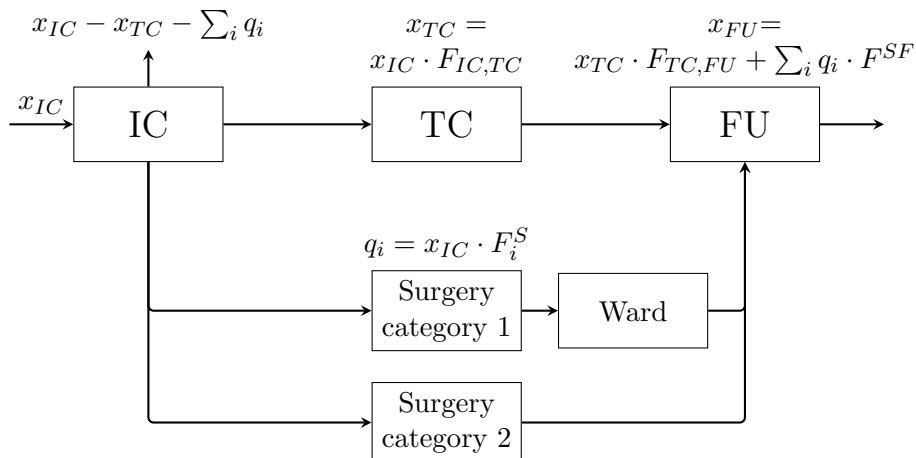 x_{IC} − x_{TC} − ∑_i q_i
x_{TC} =
x_{IC} · F_{IC,TC}
x_{FU}=
x_{TC} · F_{TC,FU} + ∑_i q_i · F^{SF}
x_{IC}
IC
TC
FU
q_i = x_{IC} · F_i^S
Surgery
category 1
Ward
Surgery
category 2